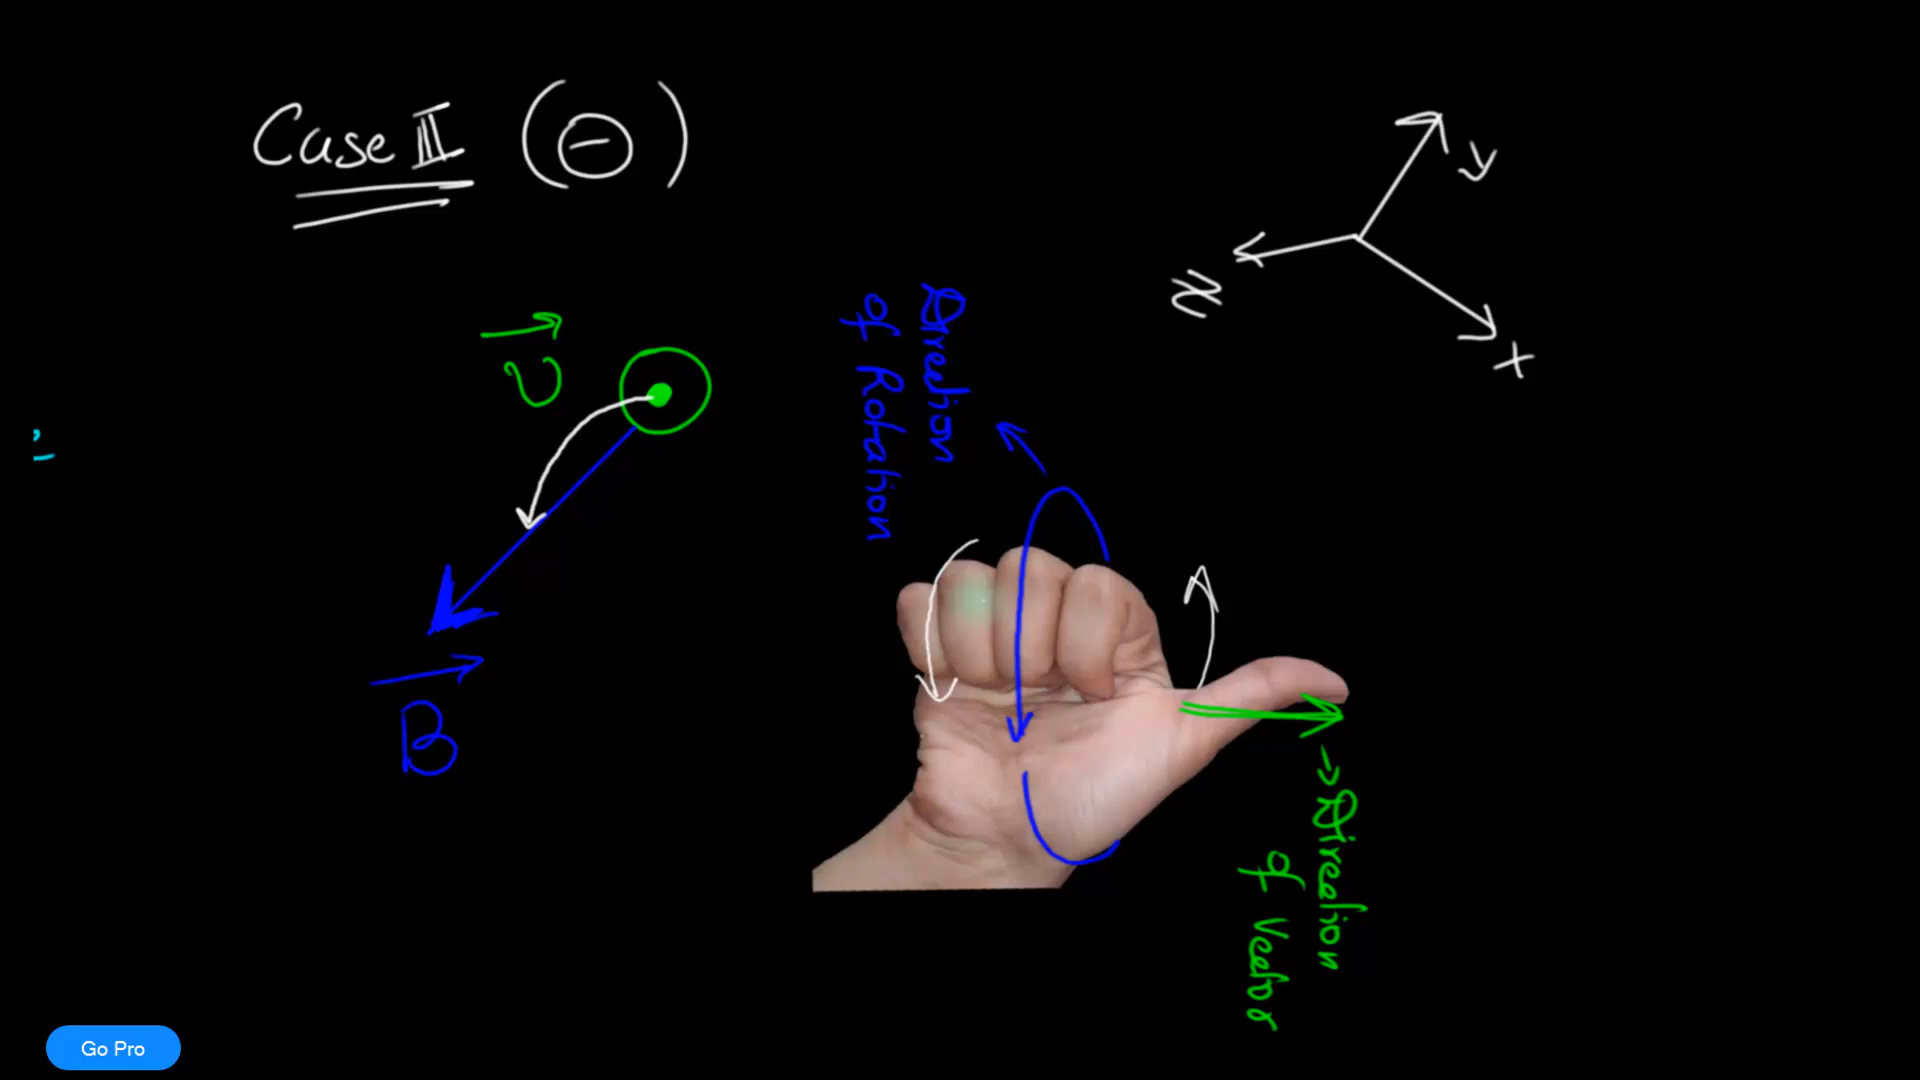 Case II (-)
y
z
x
v
B
Direction
of Rotation
→ Direction
of Vector
Go Pro